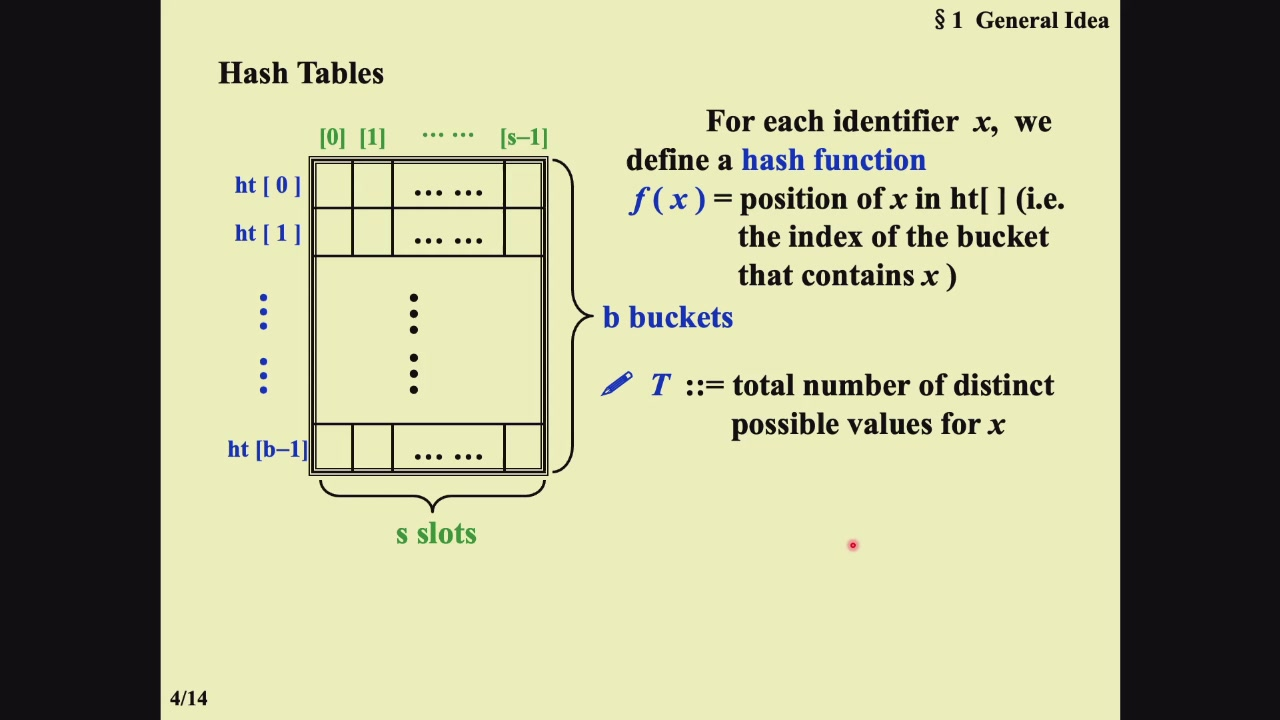 § 1 General Idea
Hash Tables
[0] [1] ... ... [s−1]
ht [ 0 ] ... ...
ht [ 1 ] ... ...
ht [b−1] ... ...
s slots
b buckets
For each identifier x, we
define a hash function
f ( x ) = position of x in ht[ ] (i.e.
the index of the bucket
that contains x )
T ::= total number of distinct
possible values for x
4/14